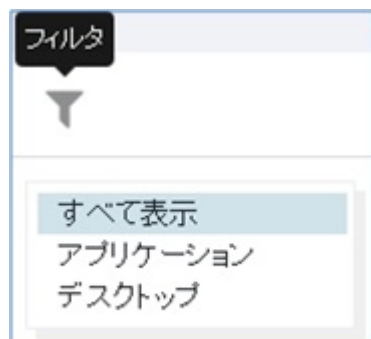 フィルタ
すべて表示
アプリケーション
デスクトップ